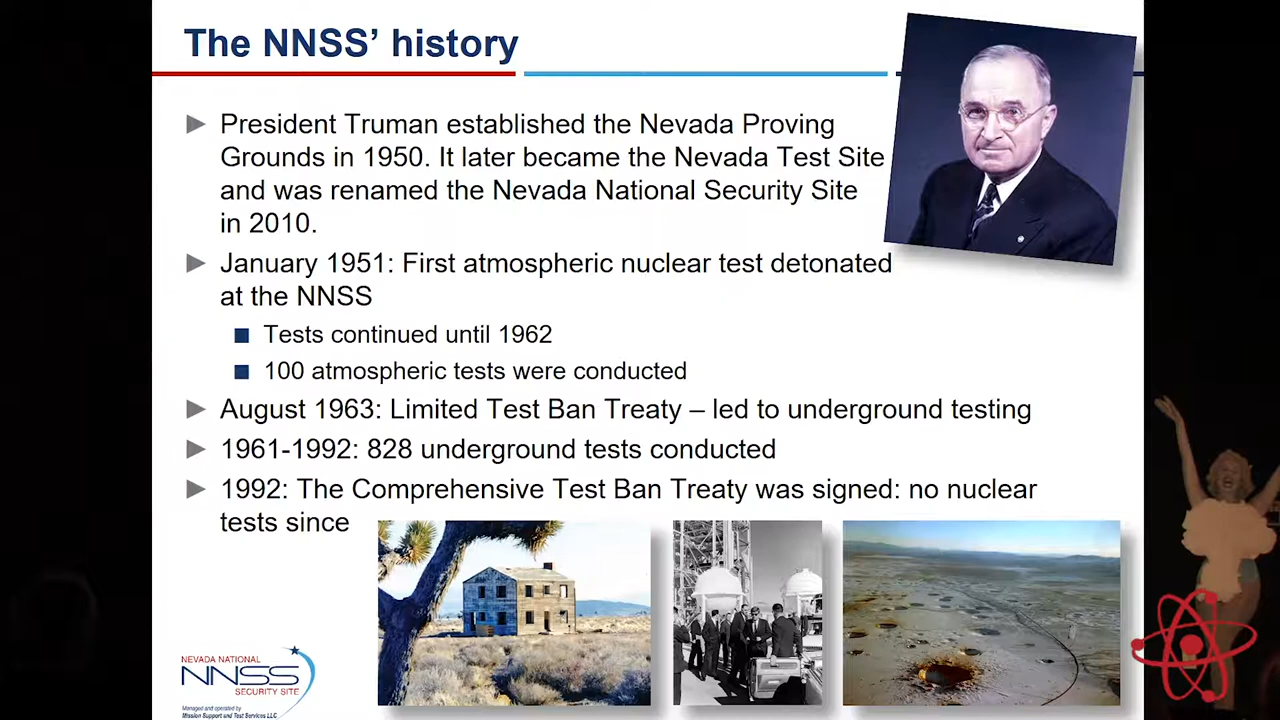 The NNSS’ history
President Truman established the Nevada Proving
Grounds in 1950. It later became the Nevada Test Site
and was renamed the Nevada National Security Site
in 2010.
January 1951: First atmospheric nuclear test detonated
at the NNSS
Tests continued until 1962
100 atmospheric tests were conducted
August 1963: Limited Test Ban Treaty – led to underground testing
1961-1992: 828 underground tests conducted
1992: The Comprehensive Test Ban Treaty was signed: no nuclear
tests since
NEVADA NATIONAL
NNSS
SECURITY SITE
Managed and operated by
Mission Support and Test Services LLC